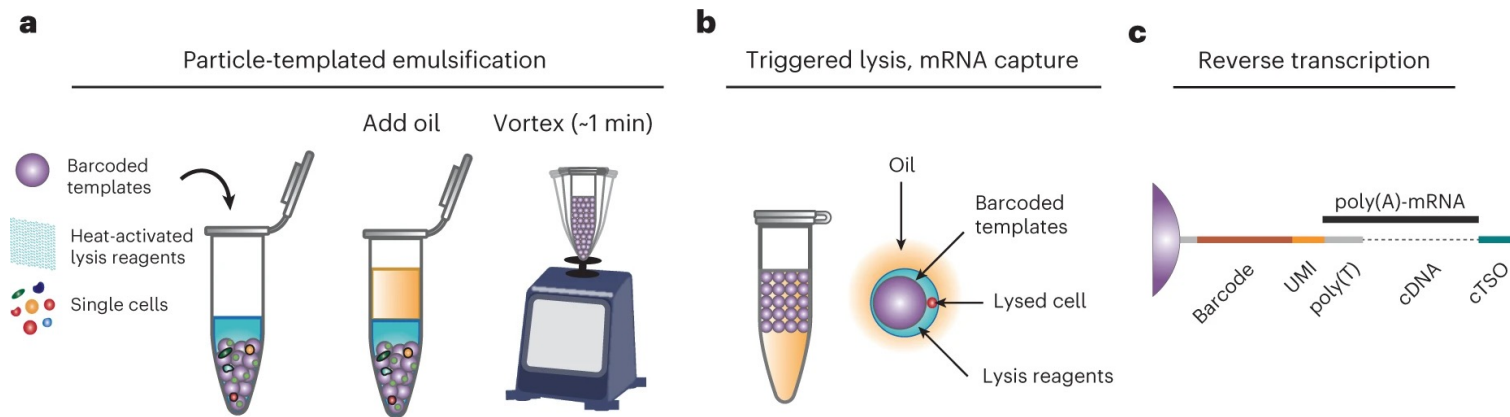 a
Particle-templated emulsification
Add oil
Vortex (~1 min)
Barcoded
templates
Heat-activated
lysis reagents
Single cells
b
Triggered lysis, mRNA capture
Oil
Barcoded
templates
Lysed cell
Lysis reagents
c
Reverse transcription
poly(A)-mRNA
Barcode
UMI
poly(T)
cDNA
cTSO